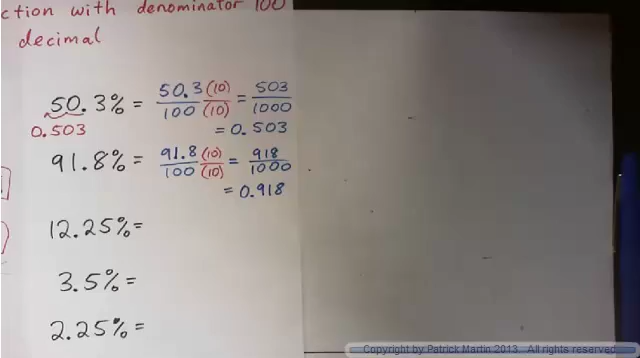 ction with denominator 100
decimal
50.3% = 50.3/100 (10)/(10) = 503/1000
0.503 = 0.503
91.8% = 91.8/100 (10)/(10) = 918/1000
= 0.918
12.25% =
3.5% =
2.25% =
Copyright by Patrick Martin 2013. All rights reserved